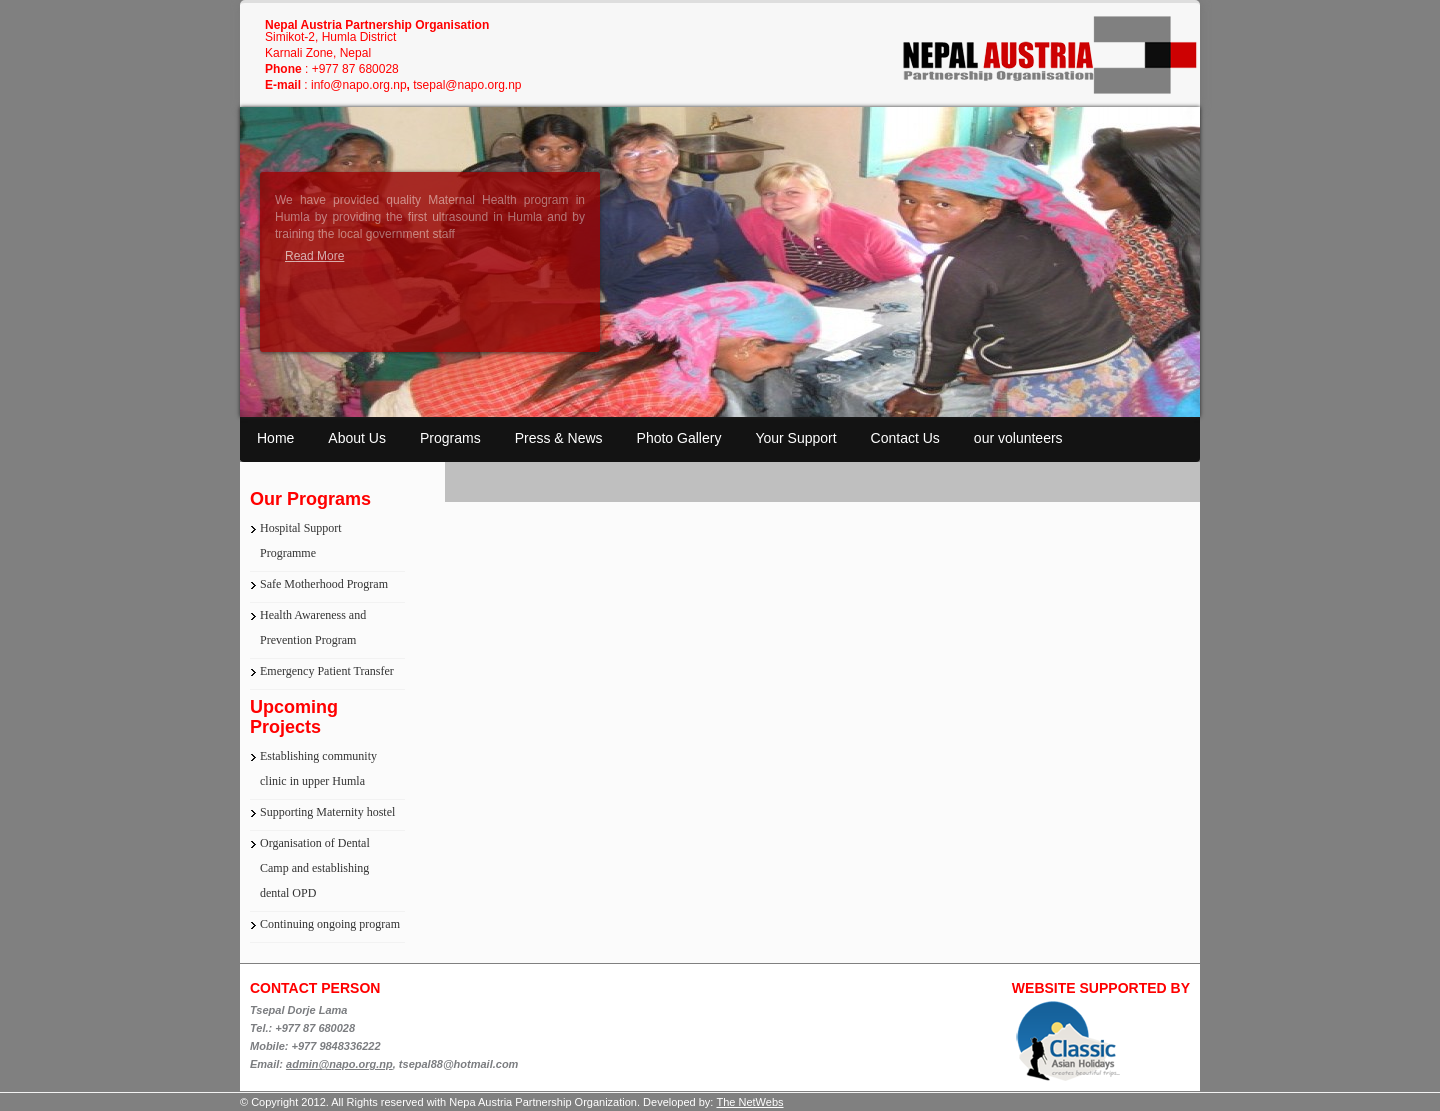 Nepal Austria Partnership Organisation
Simikot-2, Humla District
Karnali Zone, Nepal
Phone : +977 87 680028
E-mail : info@napo.org.np, tsepal@napo.org.np
NEPAL AUSTRIA
Partnership Organisation
We have provided quality Maternal Health program in
Humla by providing the first ultrasound in Humla and by
training the local government staff
Read More
Home About Us Programs Press & News Photo Gallery Your Support Contact Us our volunteers
Our Programs
Hospital Support
Programme
Safe Motherhood Program
Health Awareness and
Prevention Program
Emergency Patient Transfer
Upcoming
Projects
Establishing community
clinic in upper Humla
Supporting Maternity hostel
Organisation of Dental
Camp and establishing
dental OPD
Continuing ongoing program
CONTACT PERSON
Tsepal Dorje Lama
Tel.: +977 87 680028
Mobile: +977 9848336222
Email: admin@napo.org.np, tsepal88@hotmail.com
WEBSITE SUPPORTED BY
Classic
Asian Holidays
creates beautiful trips...
© Copyright 2012. All Rights reserved with Nepa Austria Partnership Organization. Developed by: The NetWebs